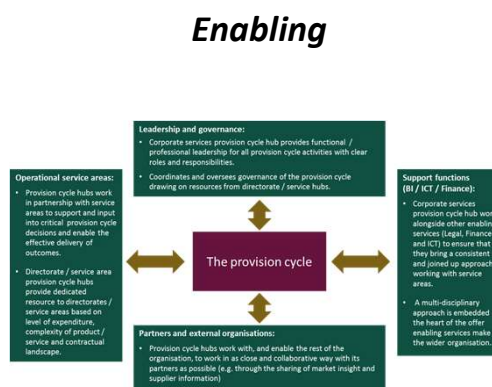 Enabling
Leadership and governance:
• Corporate services provision cycle hub provides functional /
professional leadership for all provision cycle activities with clear
roles and responsibilities.
• Coordinates and oversees governance of the provision cycle
drawing on resources from directorate / service hubs.
Operational service areas:
• Provision cycle hubs work
in partnership with service
areas to support and input
into critical provision cycle
decisions and enable the
effective delivery of
outcomes.
• Directorate / service area
provision cycle hubs
provide dedicated
resource to directorates /
service areas based on
level of expenditure,
complexity of product /
service and contractual
landscape.
The provision cycle
Support functions
(BI / ICT / Finance):
• Corporate services
provision cycle hub work
alongside other enabling
services (Legal, Finance
and ICT) to ensure that
they bring a consistent
and joined up approach
working with service
areas.
• A multi-disciplinary
approach is embedded
the heart of the offer
enabling services make
the wider organisation.
Partners and external organisations:
• Provision cycle hubs work with, and enable the rest of the
organisation, to work in as close and collaborative way with its
partners as possible (e.g. through the sharing of market insight and
supplier information)